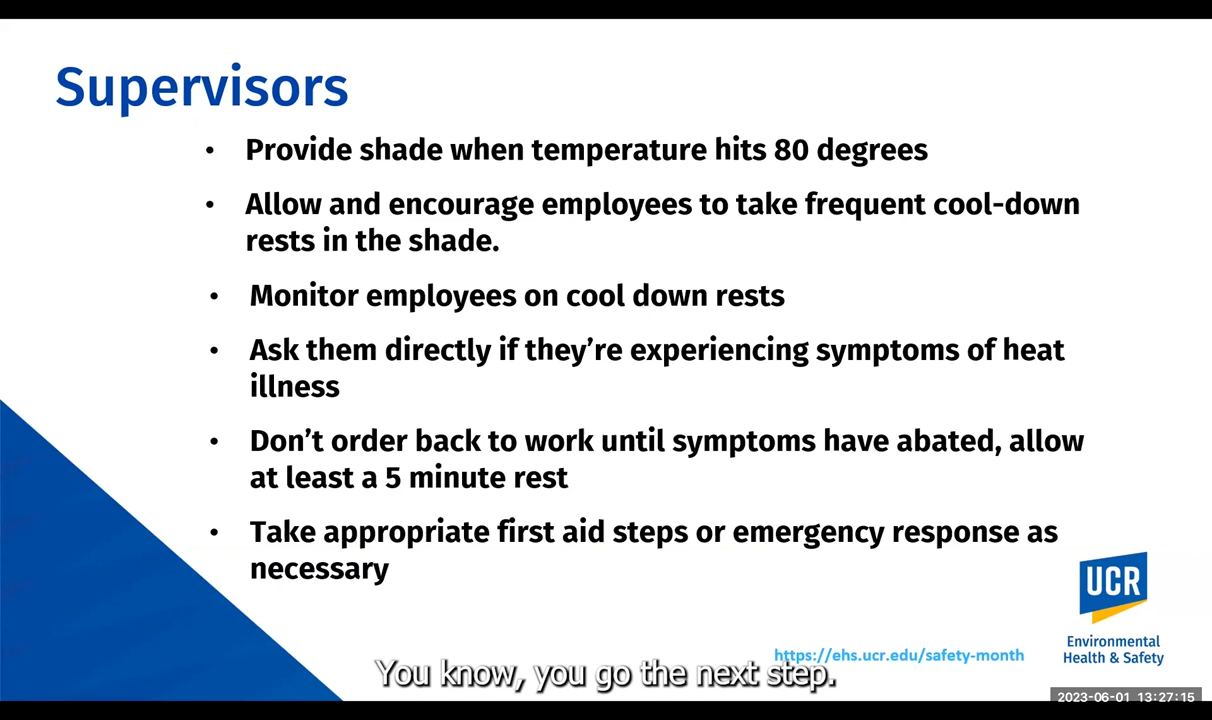 Supervisors
• Provide shade when temperature hits 80 degrees
• Allow and encourage employees to take frequent cool-down
rests in the shade.
• Monitor employees on cool down rests
• Ask them directly if they’re experiencing symptoms of heat
illness
• Don’t order back to work until symptoms have abated, allow
at least a 5 minute rest
• Take appropriate first aid steps or emergency response as
necessary
UCR
Environmental
Health & Safety
https://ehs.ucr.edu/safety-month
You know, you go the next step.
2023-06-01 13:27:15